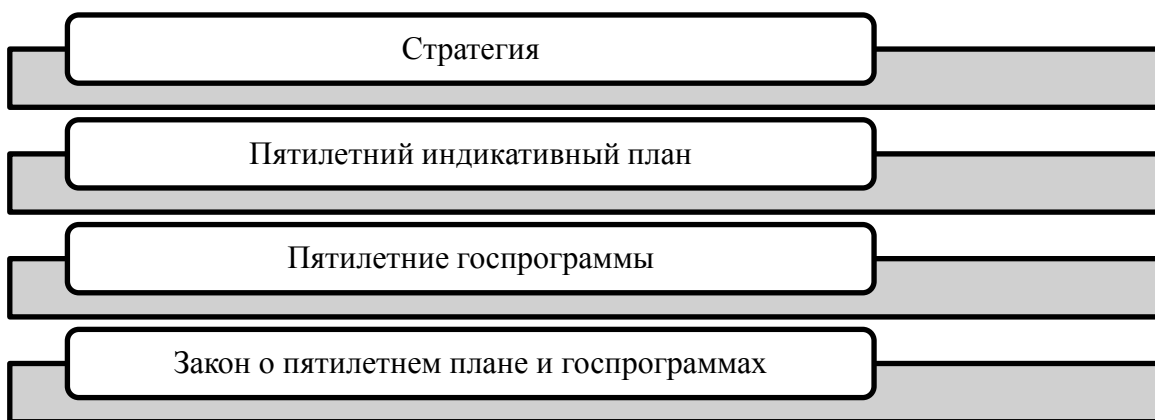 Стратегия
Пятилетний индикативный план
Пятилетние госпрограммы
Закон о пятилетнем плане и госпрограммах